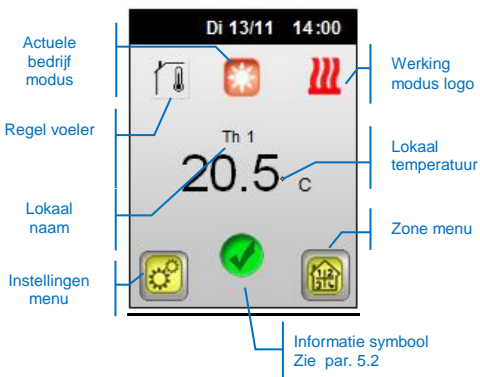 Di 13/11 14:00
Actuele
bedrijf
modus
Werking
modus logo
Regel voeler
Th 1
20.5° C
Lokaal
temperatuur
Lokaal
naam
Zone menu
Instellingen
menu
Informatie symbool
Zie par. 5.2